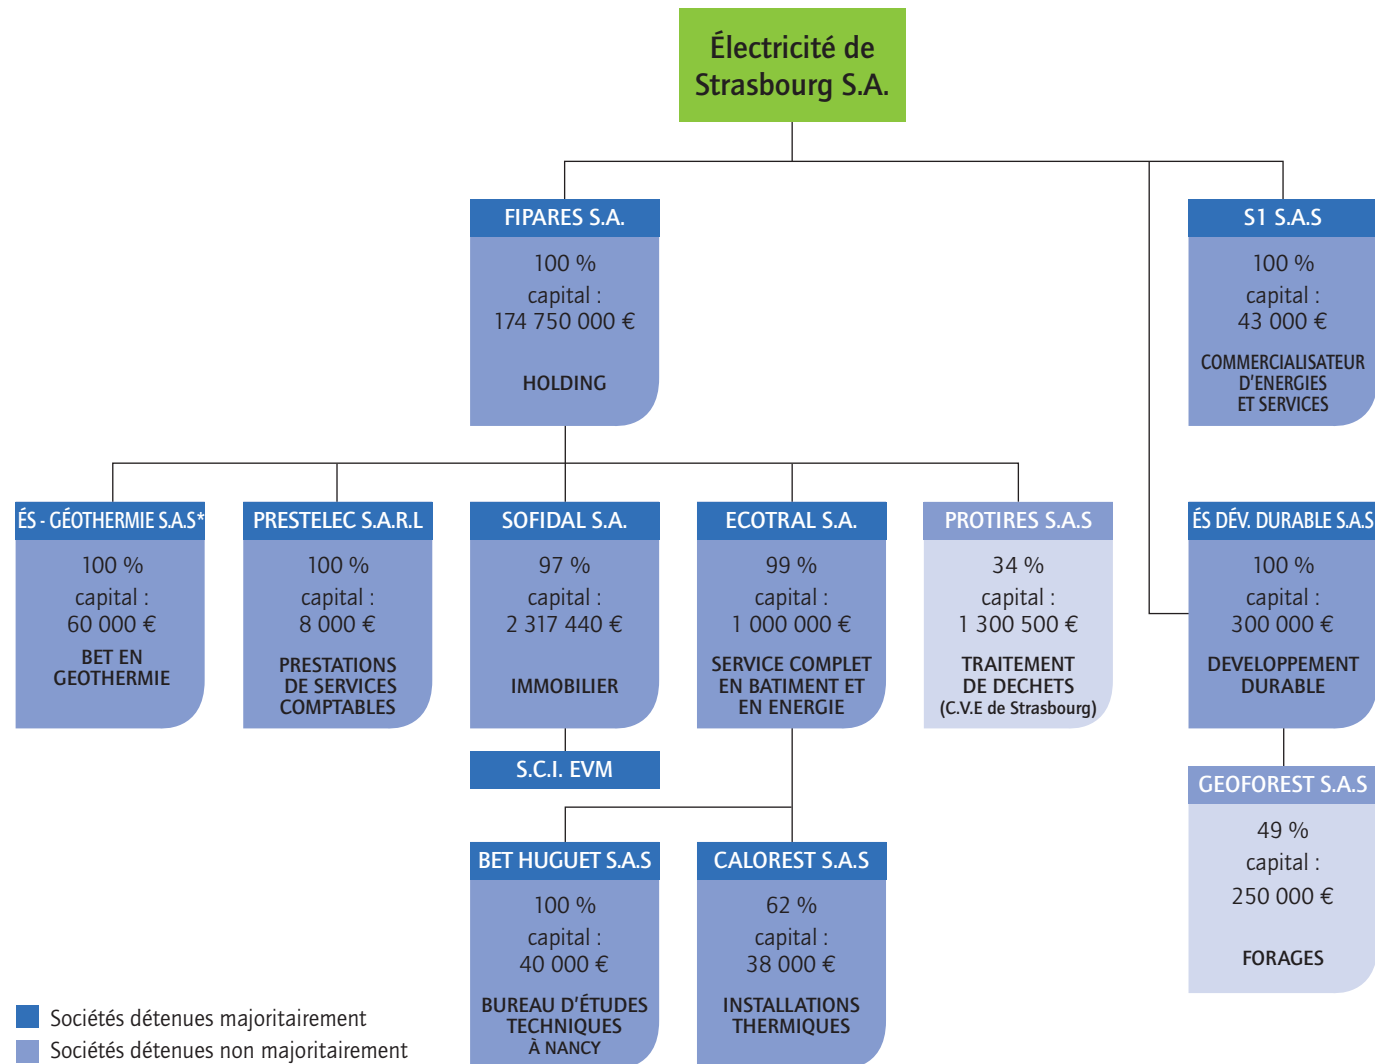 Électricité de
Strasbourg S.A.
FIPARES S.A.
100 %
capital :
174 750 000 €
HOLDING
S1 S.A.S
100 %
capital :
43 000 €
COMMERCIALISATEUR
D'ENERGIES
ET SERVICES
ÉS - GÉOTHERMIE S.A.S*
100 %
capital :
60 000 €
BET EN
GEOTHERMIE
PRESTELEC S.A.R.L
100 %
capital :
8 000 €
PRESTATIONS
DE SERVICES
COMPTABLES
SOFIDAL S.A.
97 %
capital :
2 317 440 €
IMMOBILIER
ECOTRAL S.A.
99 %
capital :
1 000 000 €
SERVICE COMPLET
EN BATIMENT ET
EN ENERGIE
PROTIRES S.A.S
34 %
capital :
1 300 500 €
TRAITEMENT
DE DECHETS
(C.V.E de Strasbourg)
ÉS DÉV. DURABLE S.A.S
100 %
capital :
300 000 €
DEVELOPPEMENT
DURABLE
S.C.I. EVM
GEOFOREST S.A.S
49 %
capital :
250 000 €
FORAGES
BET HUGUET S.A.S
100 %
capital :
40 000 €
BUREAU D'ÉTUDES
TECHNIQUES
À NANCY
CALOREST S.A.S
62 %
capital :
38 000 €
INSTALLATIONS
THERMIQUES
Sociétés détenues majoritairement
Sociétés détenues non majoritairement